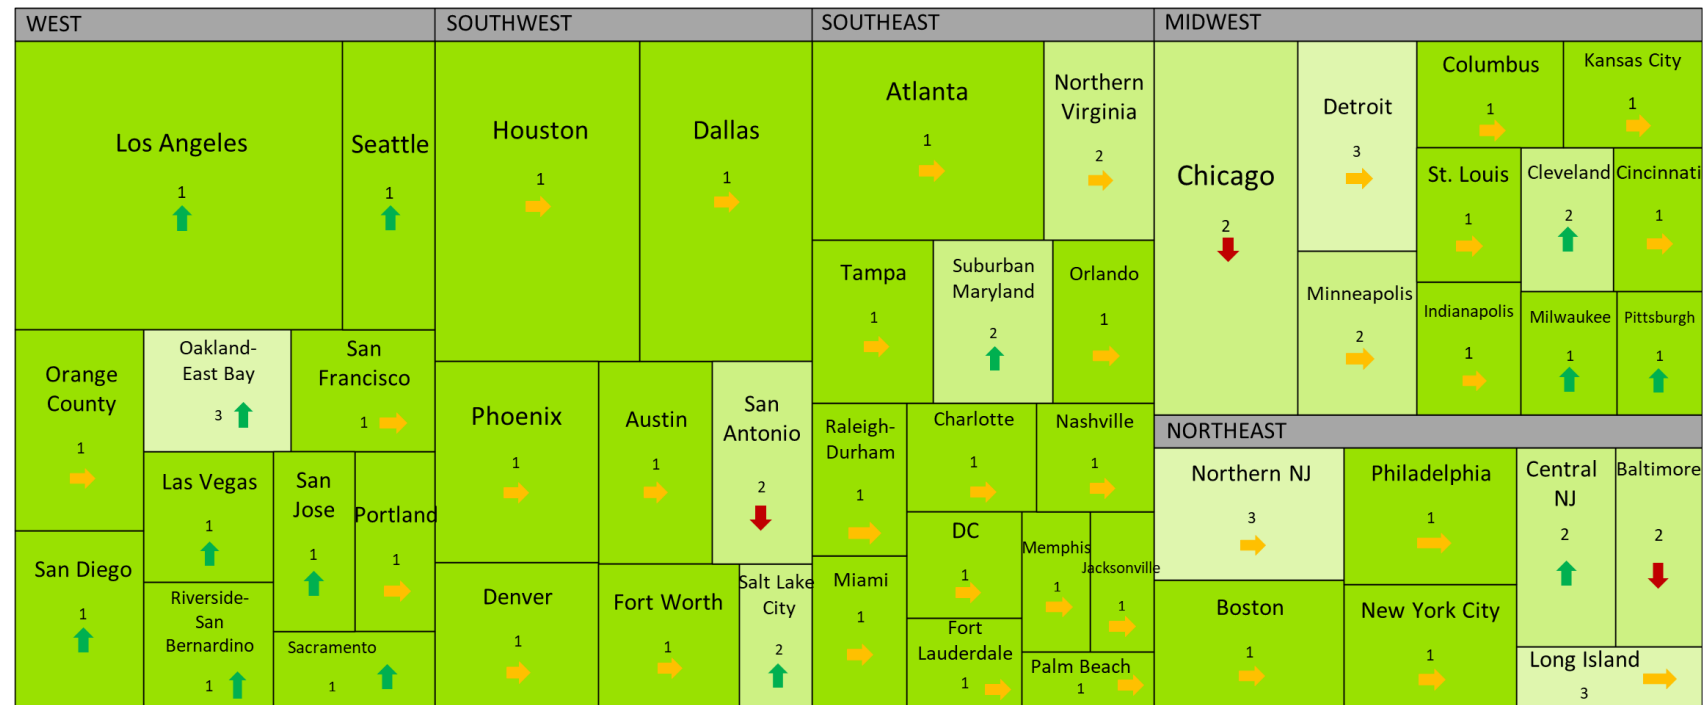 WEST
Los Angeles
1
Seattle
1
Orange
County
1
Oakland-
East Bay
3
San
Francisco
1
Las Vegas
1
San
Jose
1
Portland
1
San Diego
1
Riverside-
San
Bernardino
1
Sacramento
1
SOUTHWEST
Houston
1
Dallas
1
Phoenix
1
Austin
1
San
Antonio
2
Denver
1
Fort Worth
1
Salt Lake
City
2
SOUTHEAST
Atlanta
1
Northern
Virginia
2
Tampa
1
Suburban
Maryland
2
Orlando
1
Raleigh-
Durham
1
Charlotte
1
Nashville
1
DC
1
Memphis
1
Jacksonville
1
Miami
1
Fort
Lauderdale
1
Palm Beach
1
MIDWEST
Chicago
2
Detroit
3
Columbus
1
Kansas City
1
St. Louis
1
Cleveland
2
Cincinnati
1
Minneapolis
2
Indianapolis
1
Milwaukee
1
Pittsburgh
1
NORTHEAST
Northern NJ
3
Philadelphia
1
Central
NJ
2
Baltimore
2
Boston
1
New York City
1
Long Island
3